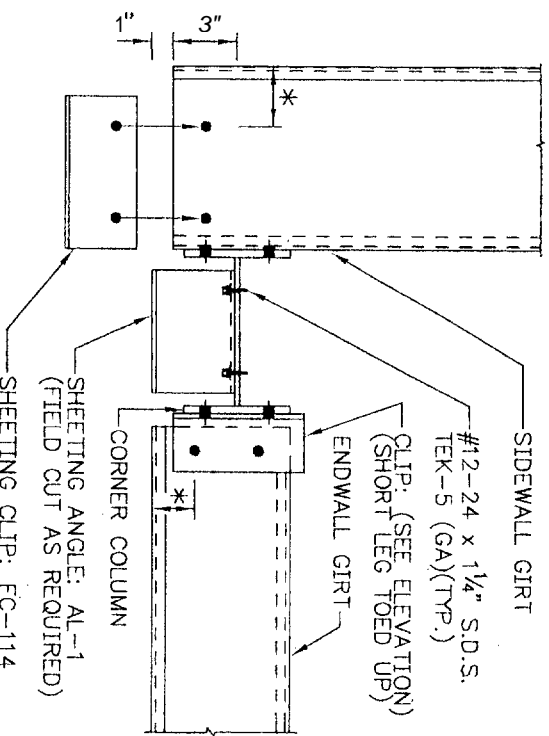 1"
3"
*
SIDEWALL GIRT
#12-24 x 1¼" S.D.S.
TEK-5 (GA)(TYP.)
CLIP: (SEE ELEVATION)
(SHORT LEG TOED UP)
ENDWALL GIRT
*
CORNER COLUMN
SHEETING ANGLE: AL-1
(FIELD CUT AS REQUIRED)
SHEETING CLIP: FC-114